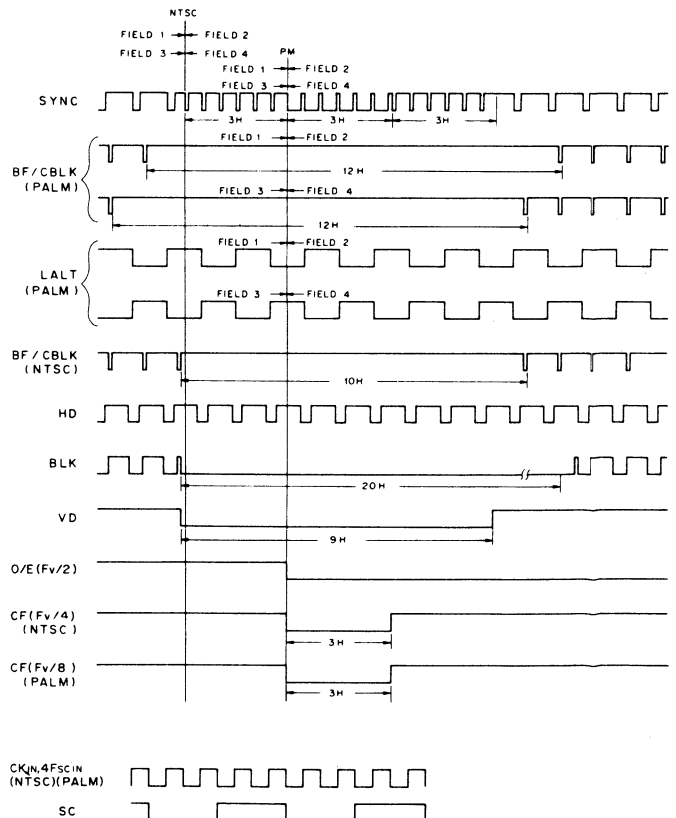 NTSC
FIELD 1 FIELD 2
FIELD 3 FIELD 4
PM
FIELD 1 FIELD 2
FIELD 3 FIELD 4
SYNC
3H 3H 3H
FIELD 1 FIELD 2
BF/CBLK
(PALM)
12H
FIELD 3 FIELD 4
12H
FIELD 1 FIELD 2
LALT
(PALM)
FIELD 3 FIELD 4
BF/CBLK
(NTSC)
10H
HD
BLK
20H
VD
9H
O/E(Fv/2)
CF(Fv/4)
(NTSC)
3H
CF(Fv/8)
(PALM)
3H
CKIN,4FSCIN
(NTSC)(PALM)
SC